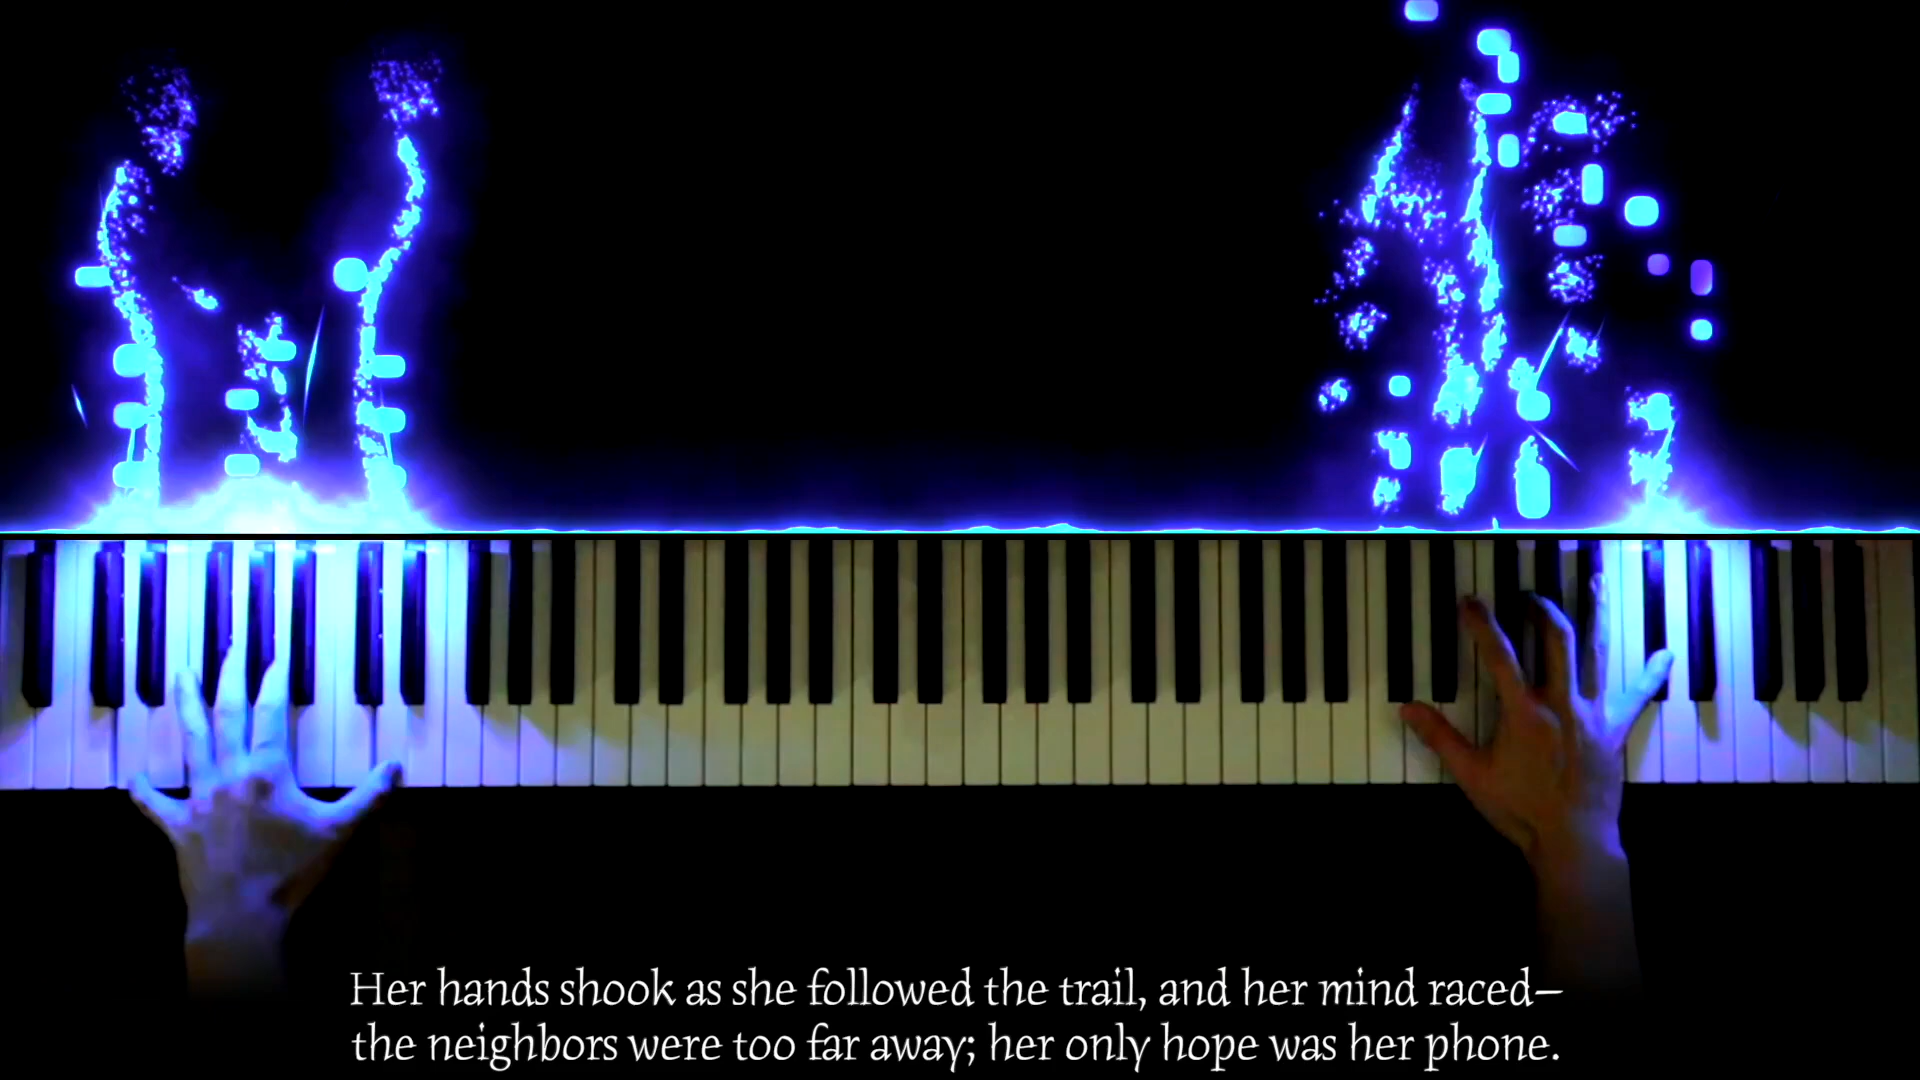 Her hands shook as she followed the trail, and her mind raced—
the neighbors were too far away; her only hope was her phone.